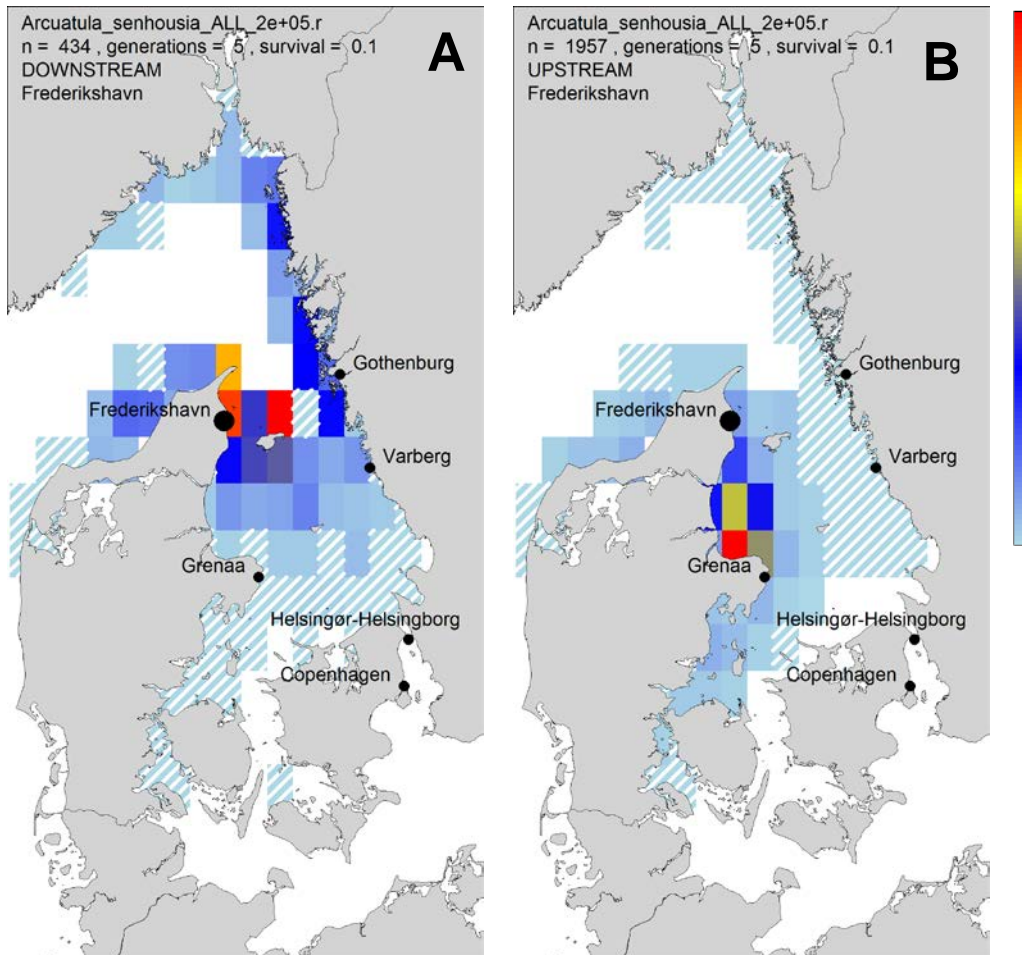 Arcuatula_senhousia_ALL_2e+05.r
n = 434 , generations = 5 , survival = 0.1
DOWNSTREAM
Frederikshavn
A
Gothenburg
Frederikshavn
Varberg
Grenaa
Helsingør-Helsingborg
Copenhagen
Arcuatula_senhousia_ALL_2e+05.r
n = 1957 , generations = 5 , survival = 0.1
UPSTREAM
Frederikshavn
B
Gothenburg
Frederikshavn
Varberg
Grenaa
Helsingør-Helsingborg
Copenhagen